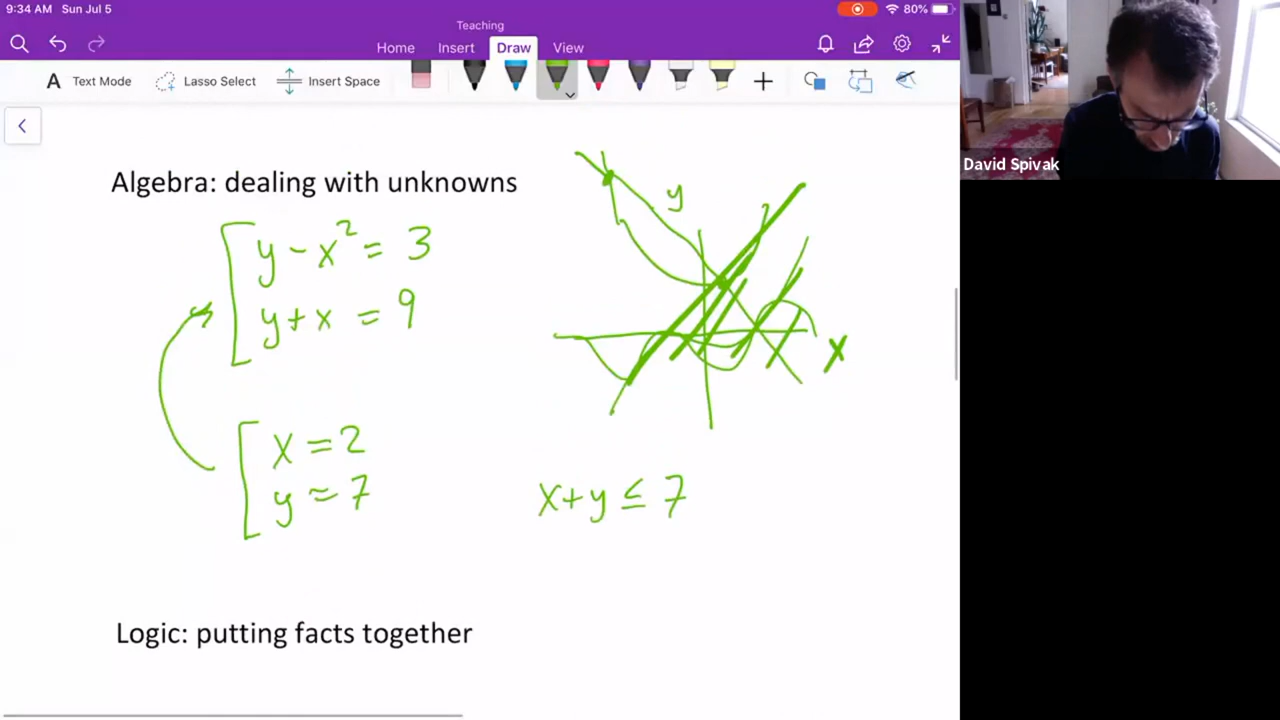 9:34 AM Sun Jul 5
80%
Teaching
Home Insert Draw View
A Text Mode Lasso Select Insert Space
David Spivak
Algebra: dealing with unknowns
y - x² = 3
y + x = 9
x = 2
y = 7
y
x
x + y ≤ 7
Logic: putting facts together